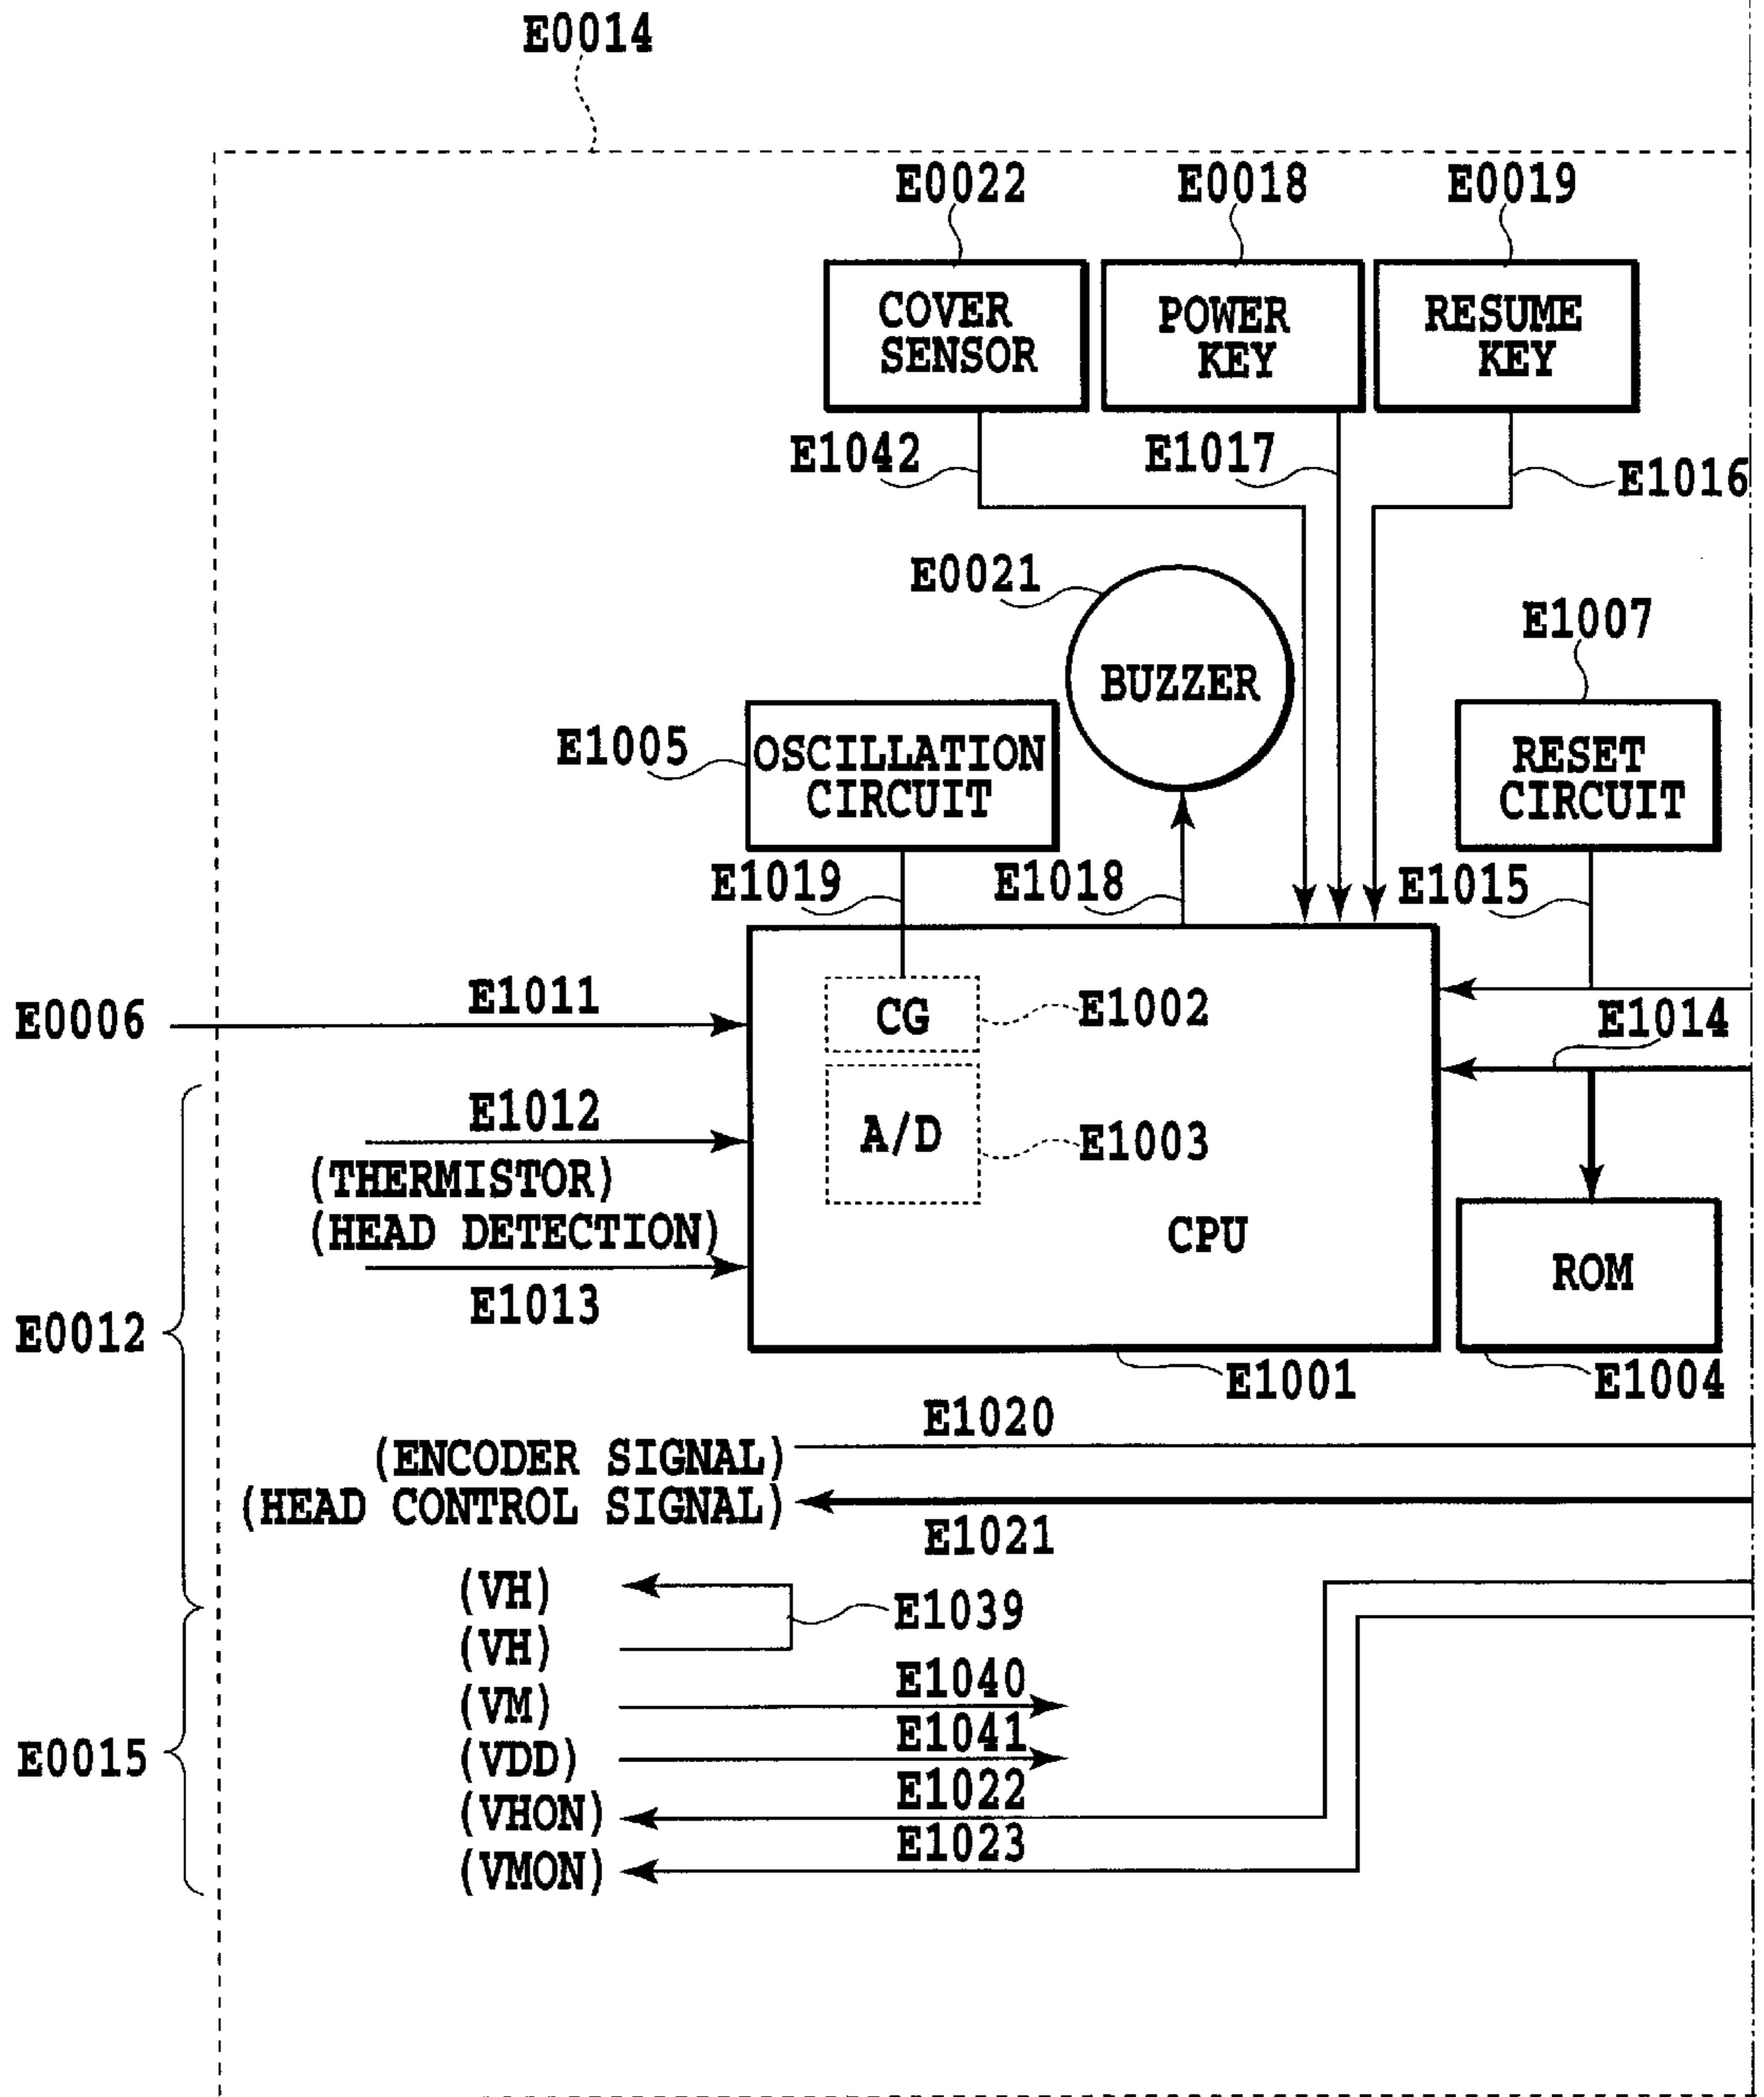 E0014
E0022
E0018
E0019
COVER
SENSOR
POWER
KEY
RESUME
KEY
E1042
E1017
E1016
E0021
BUZZER
E1007
E1005
OSCILLATION
CIRCUIT
RESET
CIRCUIT
E1019
E1018
E1015
E0006
E1011
CG
E1002
E1014
E1012
(THERMISTOR)
A/D
E1003
(HEAD DETECTION)
E1013
CPU
ROM
E0012
E1001
E1004
E1020
(ENCODER SIGNAL)
(HEAD CONTROL SIGNAL)
E1021
(VH)
E1039
(VH)
E1040
(VM)
E1041
(VDD)
E0015
E1022
(VHON)
E1023
(VMON)